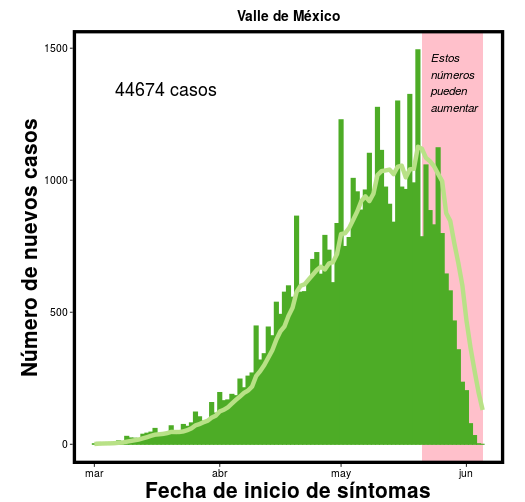 Valle de México
1500
1000
500
0
Número de nuevos casos
44674 casos
Estos
números
pueden
aumentar
mar
abr
may
jun
Fecha de inicio de síntomas